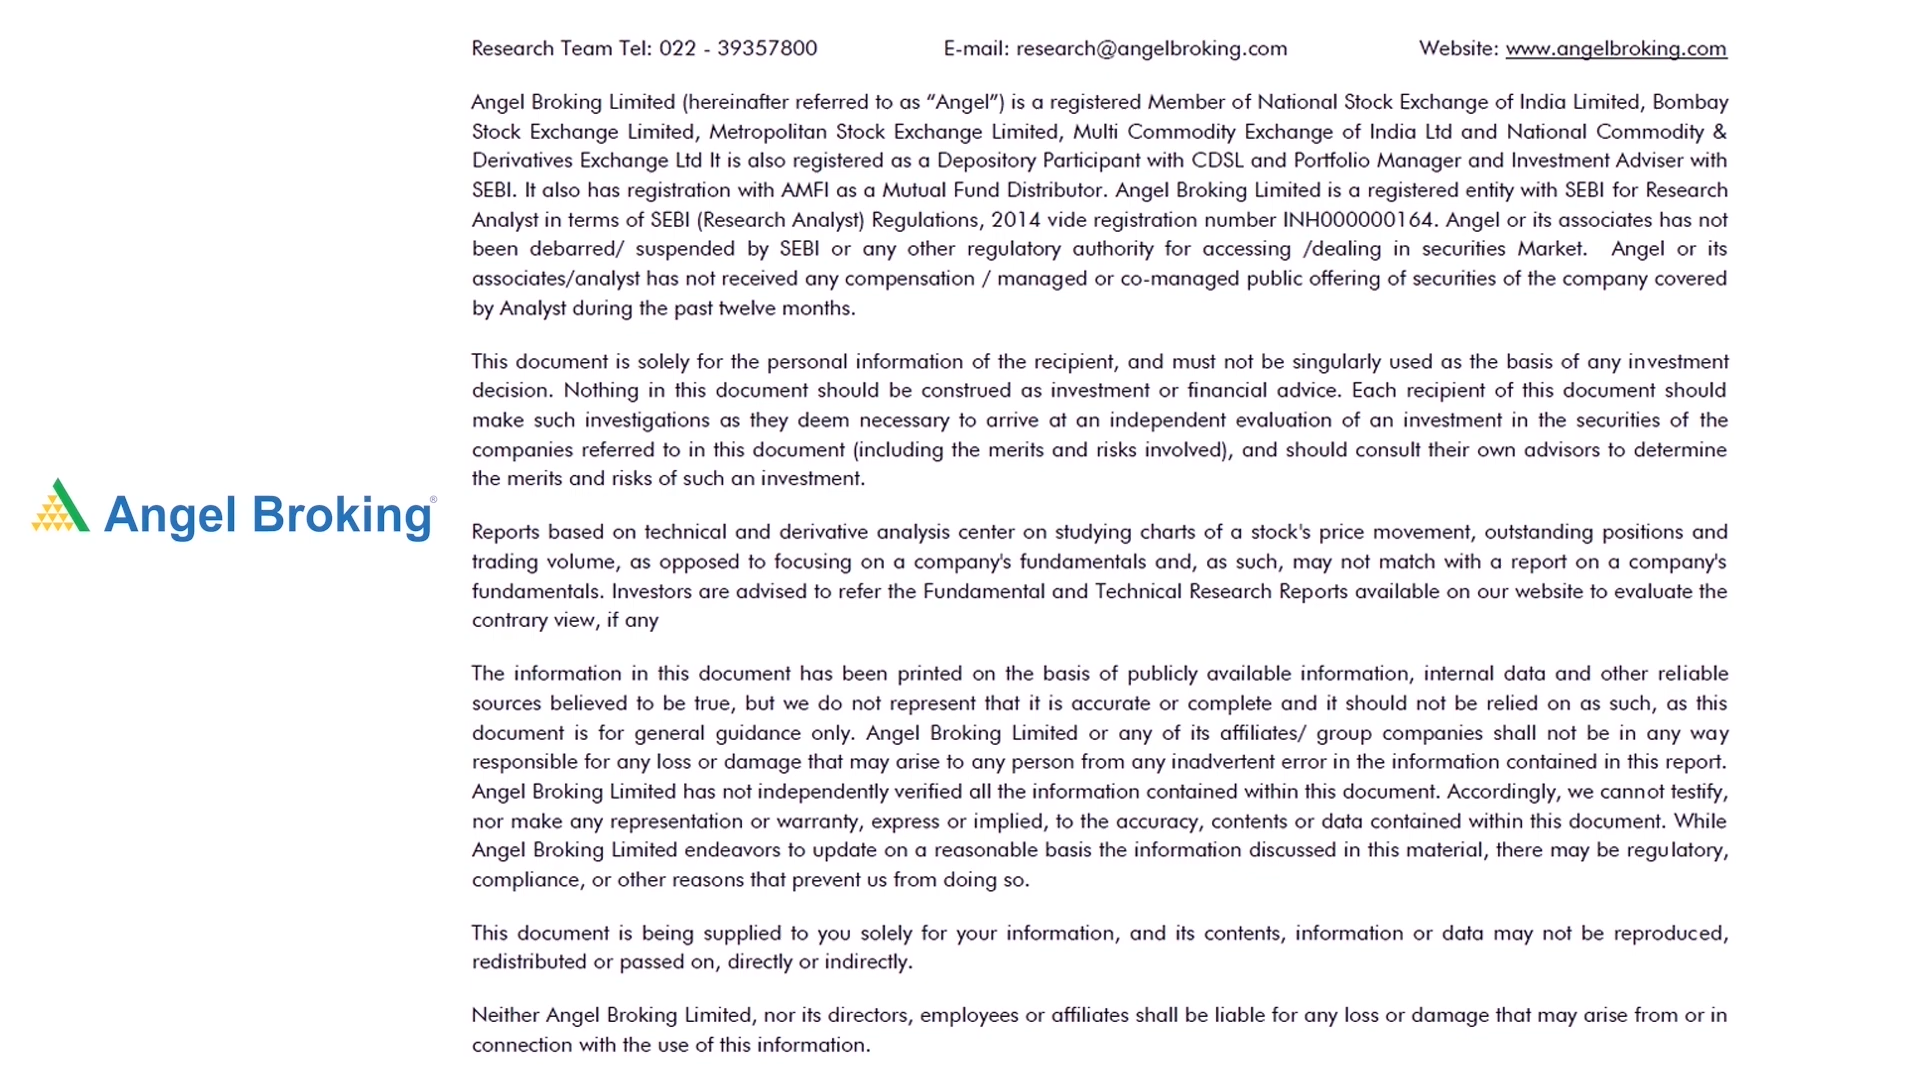 Research Team Tel: 022 - 39357800 E-mail: research@angelbroking.com Website: www.angelbroking.com
Angel Broking Limited (hereinafter referred to as "Angel") is a registered Member of National Stock Exchange of India Limited, Bombay
Stock Exchange Limited, Metropolitan Stock Exchange Limited, Multi Commodity Exchange of India Ltd and National Commodity &
Derivatives Exchange Ltd It is also registered as a Depository Participant with CDSL and Portfolio Manager and Investment Adviser with
SEBI. It also has registration with AMFI as a Mutual Fund Distributor. Angel Broking Limited is a registered entity with SEBI for Research
Analyst in terms of SEBI (Research Analyst) Regulations, 2014 vide registration number INH000000164. Angel or its associates has not
been debarred/ suspended by SEBI or any other regulatory authority for accessing /dealing in securities Market. Angel or its
associates/analyst has not received any compensation / managed or co-managed public offering of securities of the company covered
by Analyst during the past twelve months.
This document is solely for the personal information of the recipient, and must not be singularly used as the basis of any investment
decision. Nothing in this document should be construed as investment or financial advice. Each recipient of this document should
make such investigations as they deem necessary to arrive at an independent evaluation of an investment in the securities of the
companies referred to in this document (including the merits and risks involved), and should consult their own advisors to determine
the merits and risks of such an investment.
Angel Broking®
Reports based on technical and derivative analysis center on studying charts of a stock's price movement, outstanding positions and
trading volume, as opposed to focusing on a company's fundamentals and, as such, may not match with a report on a company's
fundamentals. Investors are advised to refer the Fundamental and Technical Research Reports available on our website to evaluate the
contrary view, if any
The information in this document has been printed on the basis of publicly available information, internal data and other reliable
sources believed to be true, but we do not represent that it is accurate or complete and it should not be relied on as such, as this
document is for general guidance only. Angel Broking Limited or any of its affiliates/ group companies shall not be in any way
responsible for any loss or damage that may arise to any person from any inadvertent error in the information contained in this report.
Angel Broking Limited has not independently verified all the information contained within this document. Accordingly, we cannot testify,
nor make any representation or warranty, express or implied, to the accuracy, contents or data contained within this document. While
Angel Broking Limited endeavors to update on a reasonable basis the information discussed in this material, there may be regulatory,
compliance, or other reasons that prevent us from doing so.
This document is being supplied to you solely for your information, and its contents, information or data may not be reproduced,
redistributed or passed on, directly or indirectly.
Neither Angel Broking Limited, nor its directors, employees or affiliates shall be liable for any loss or damage that may arise from or in
connection with the use of this information.